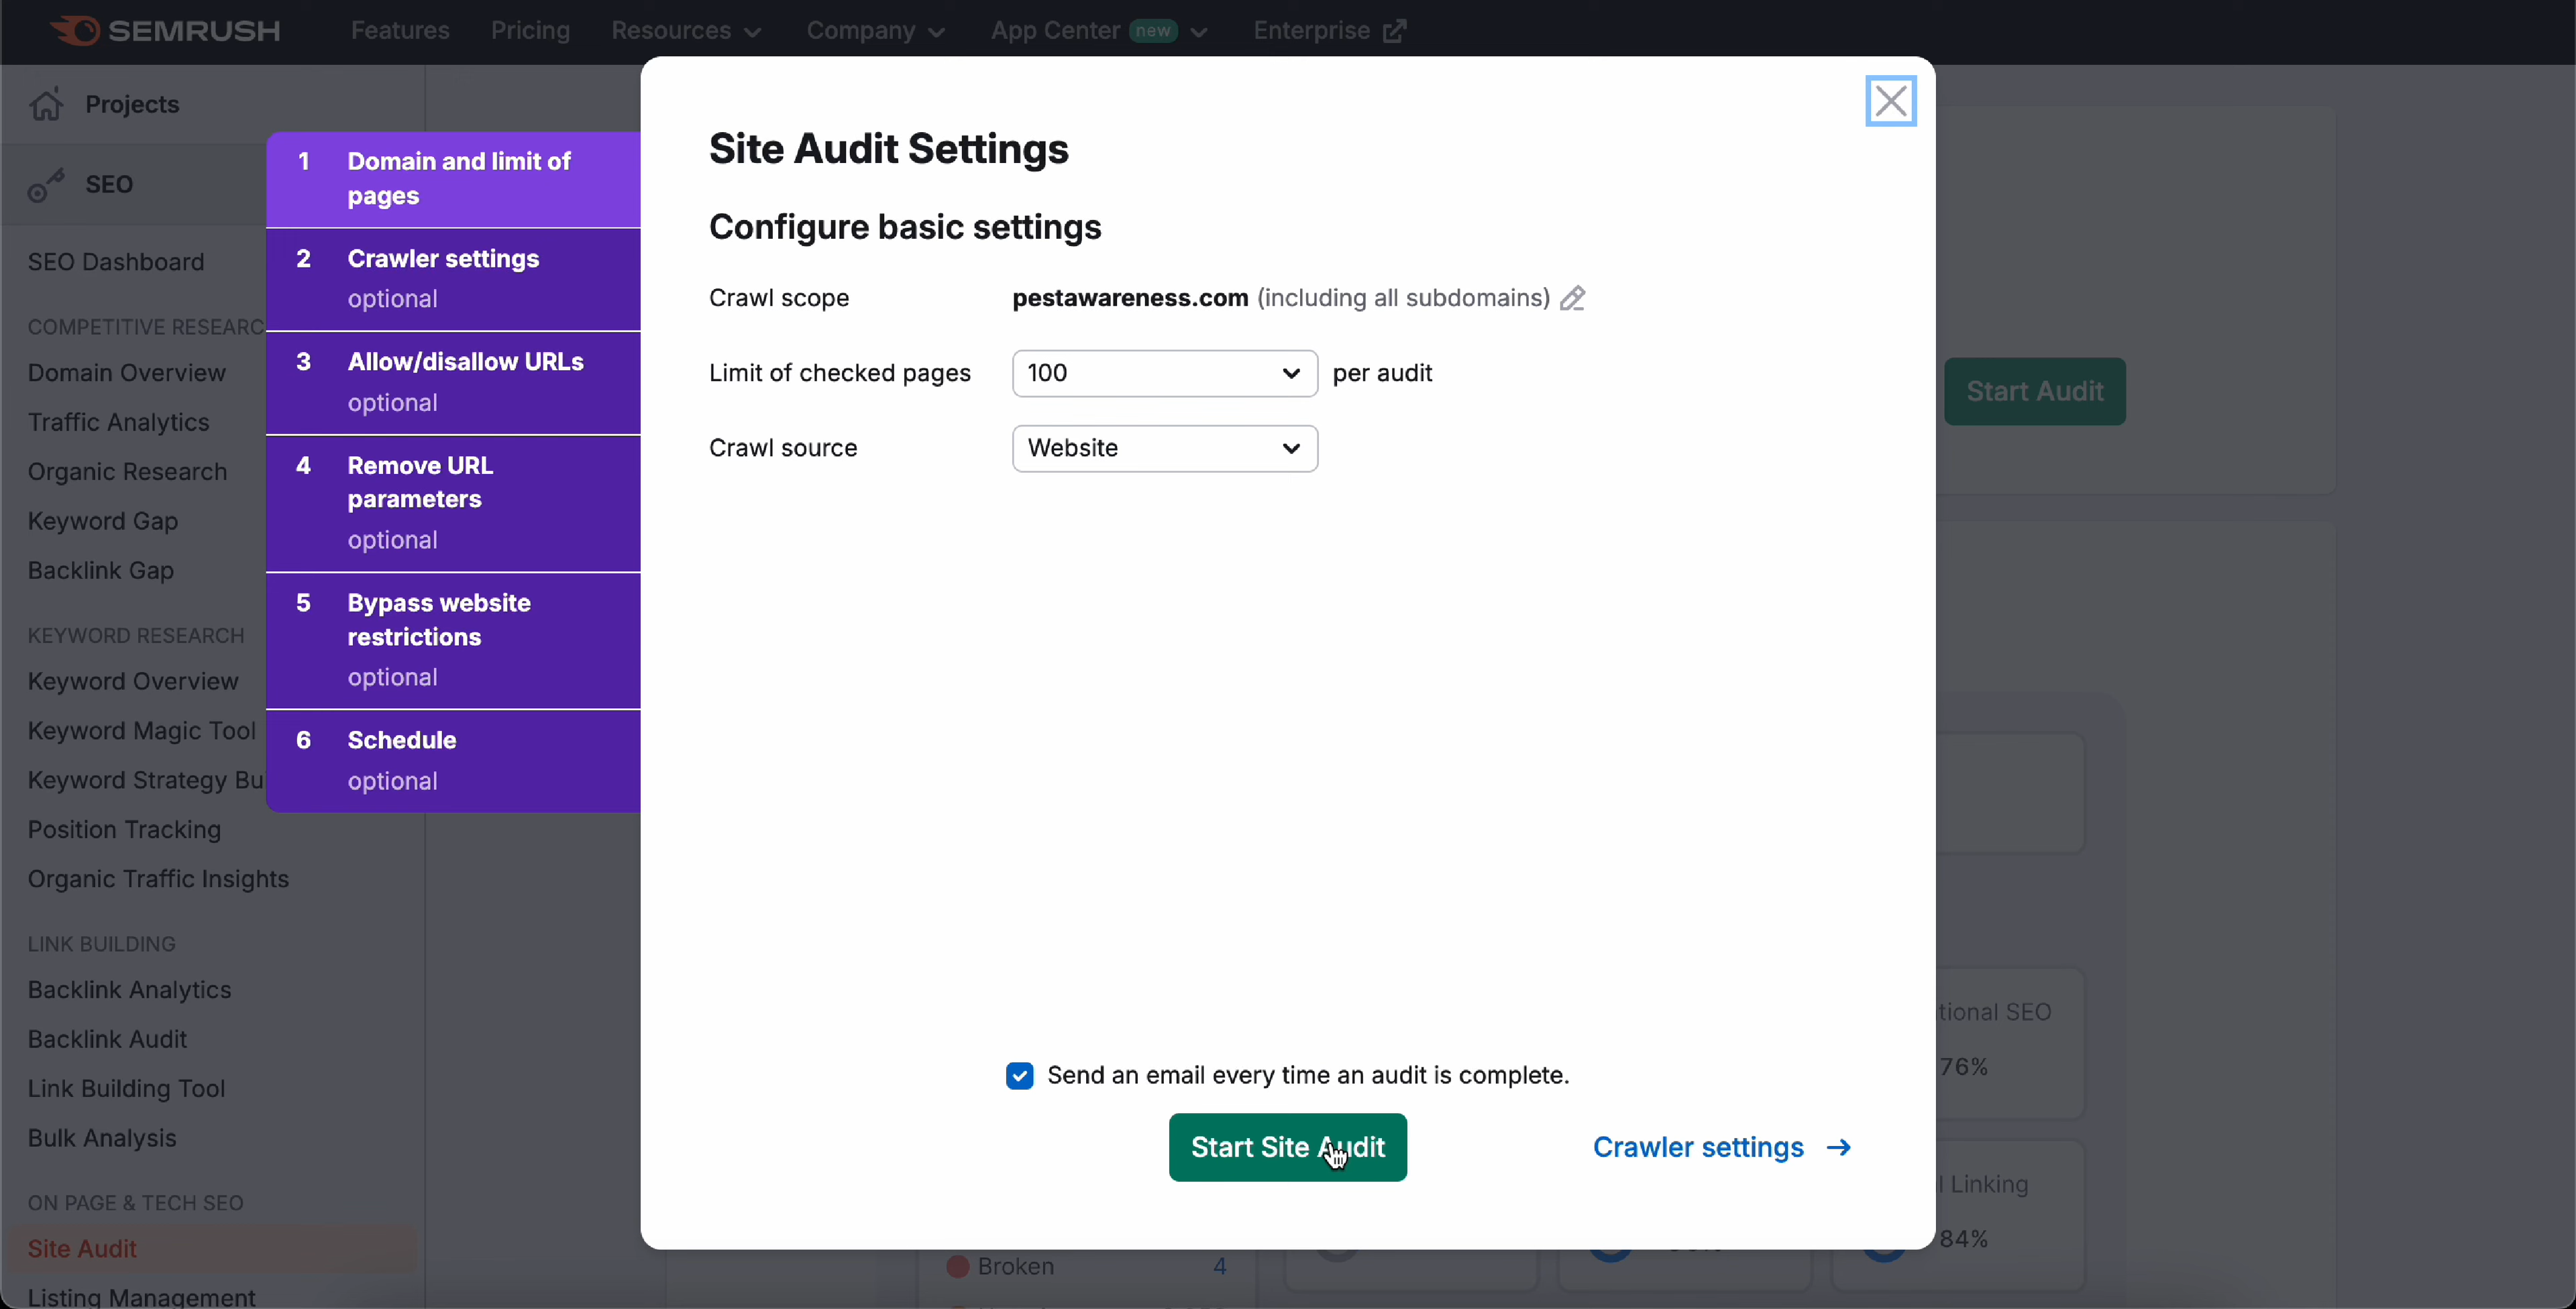 SEMRUSH
Features
Pricing
Resources
Company
App Center new
Enterprise
Projects
SEO
SEO Dashboard
COMPETITIVE RESEARC
Domain Overview
Traffic Analytics
Organic Research
Keyword Gap
Backlink Gap
KEYWORD RESEARCH
Keyword Overview
Keyword Magic Tool
Keyword Strategy Bu
Position Tracking
Organic Traffic Insights
LINK BUILDING
Backlink Analytics
Backlink Audit
Link Building Tool
Bulk Analysis
ON PAGE & TECH SEO
Site Audit
Listing Management
1 Domain and limit of
pages
2 Crawler settings
optional
3 Allow/disallow URLs
optional
4 Remove URL
parameters
optional
5 Bypass website
restrictions
optional
6 Schedule
optional
Site Audit Settings
Configure basic settings
Crawl scope pestawareness.com (including all subdomains)
Limit of checked pages 100 per audit
Crawl source Website
Send an email every time an audit is complete.
Start Site Audit
Crawler settings →
Start Audit
tional SEO
76%
l Linking
84%
Broken 4